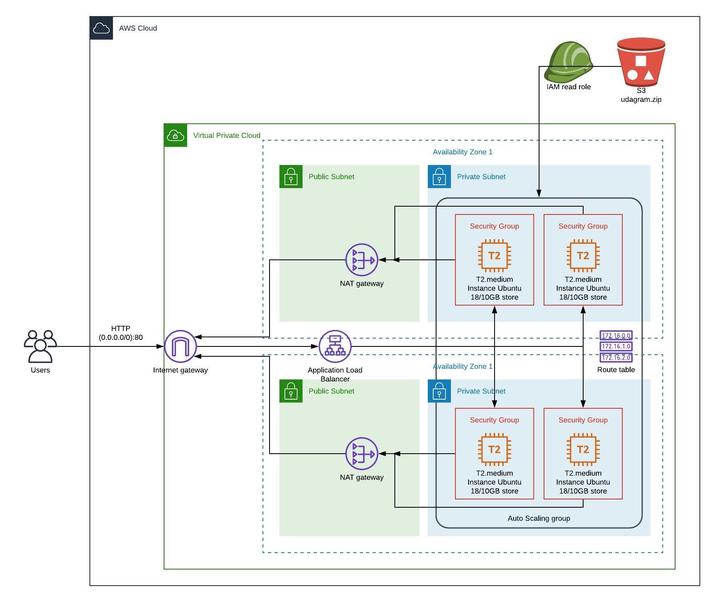 AWS Cloud
IAM read role
S3
udagram.zip
Virtual Private Cloud
Availability Zone 1
Public Subnet
Private Subnet
Security Group
Security Group
T2
T2
T2.medium
Instance Ubuntu
18/10GB store
T2.medium
Instance Ubuntu
18/10GB store
NAT gateway
HTTP
(0.0.0.0/0):80
Users
Internet gateway
Application Load
Balancer
172.16.0.0
172.16.1.0
172.16.2.0
Route table
Availability Zone 1
Public Subnet
Private Subnet
Security Group
Security Group
T2
T2
T2.medium
Instance Ubuntu
18/10GB store
T2.medium
Instance Ubuntu
18/10GB store
NAT gateway
Auto Scaling group